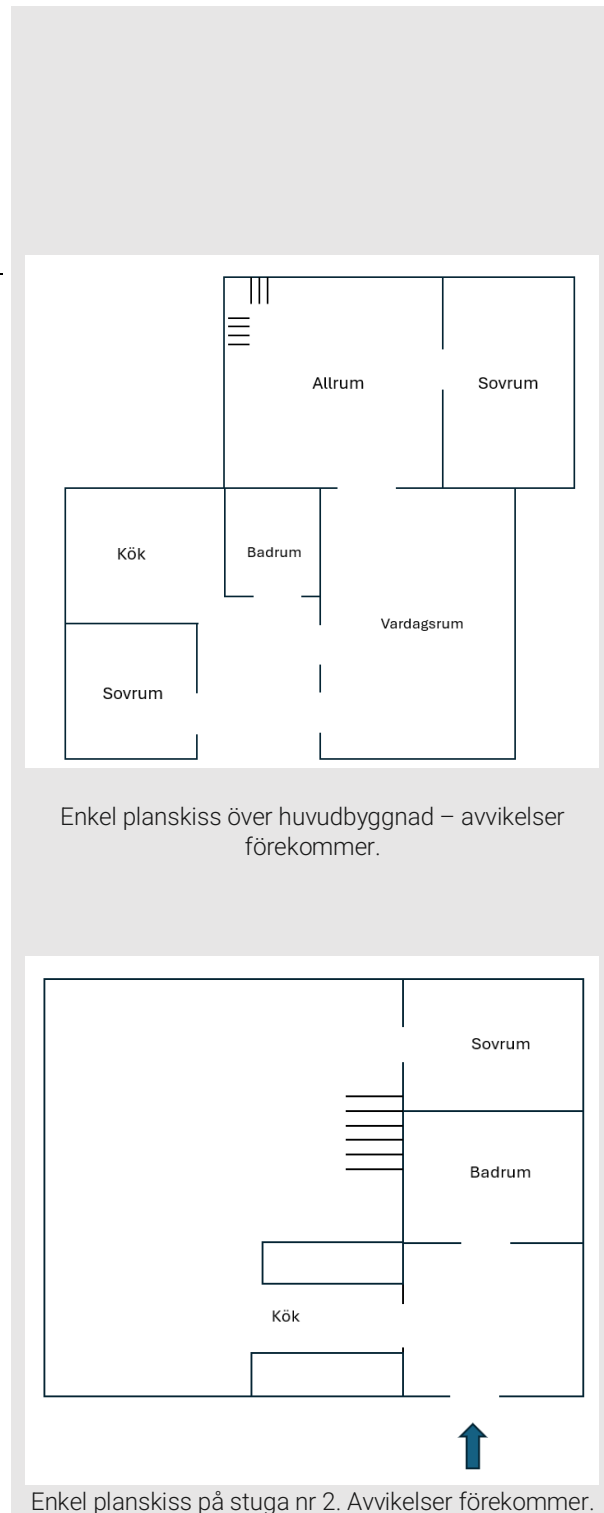 Allrum
Sovrum
Kök
Badrum
Vardagsrum
Sovrum
Enkel planskiss över huvudbyggnad – avvikelser
förekommer.
Sovrum
Badrum
Kök
Enkel planskiss på stuga nr 2. Avvikelser förekommer.